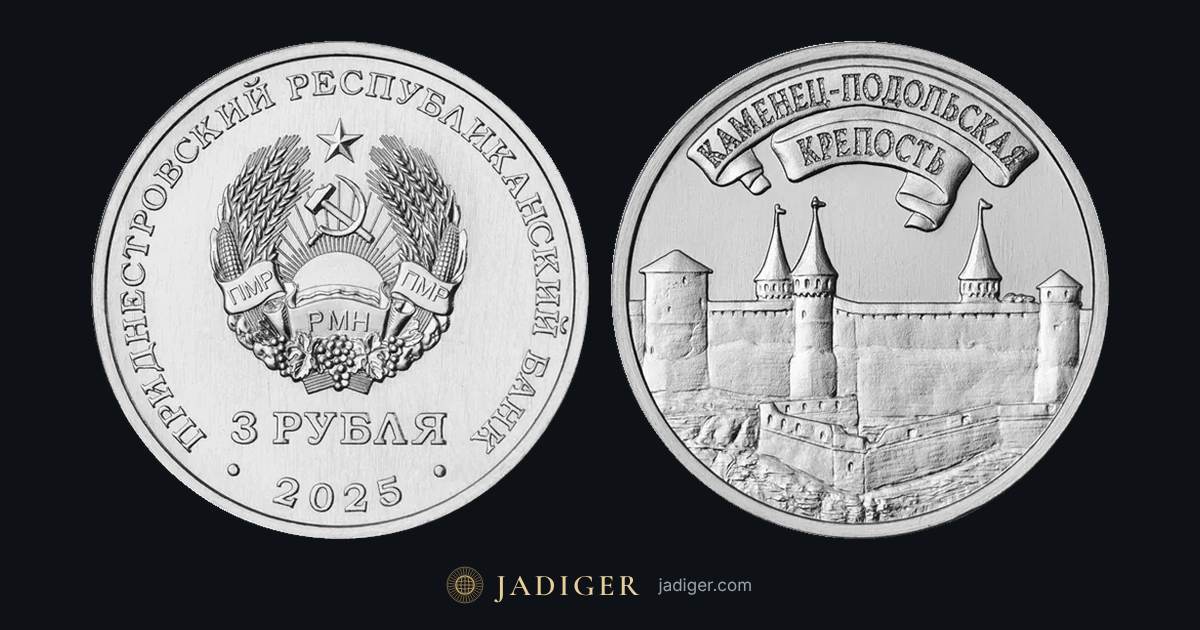 ПРИДНЕСТРОВСКИЙ РЕСПУБЛИКАНСКИЙ БАНК
ПМР
ПМР
РМН
3 РУБЛЯ
2025
КАМЕНЕЦ-ПОДОЛЬСКАЯ
КРЕПОСТЬ
JADIGER jadiger.com